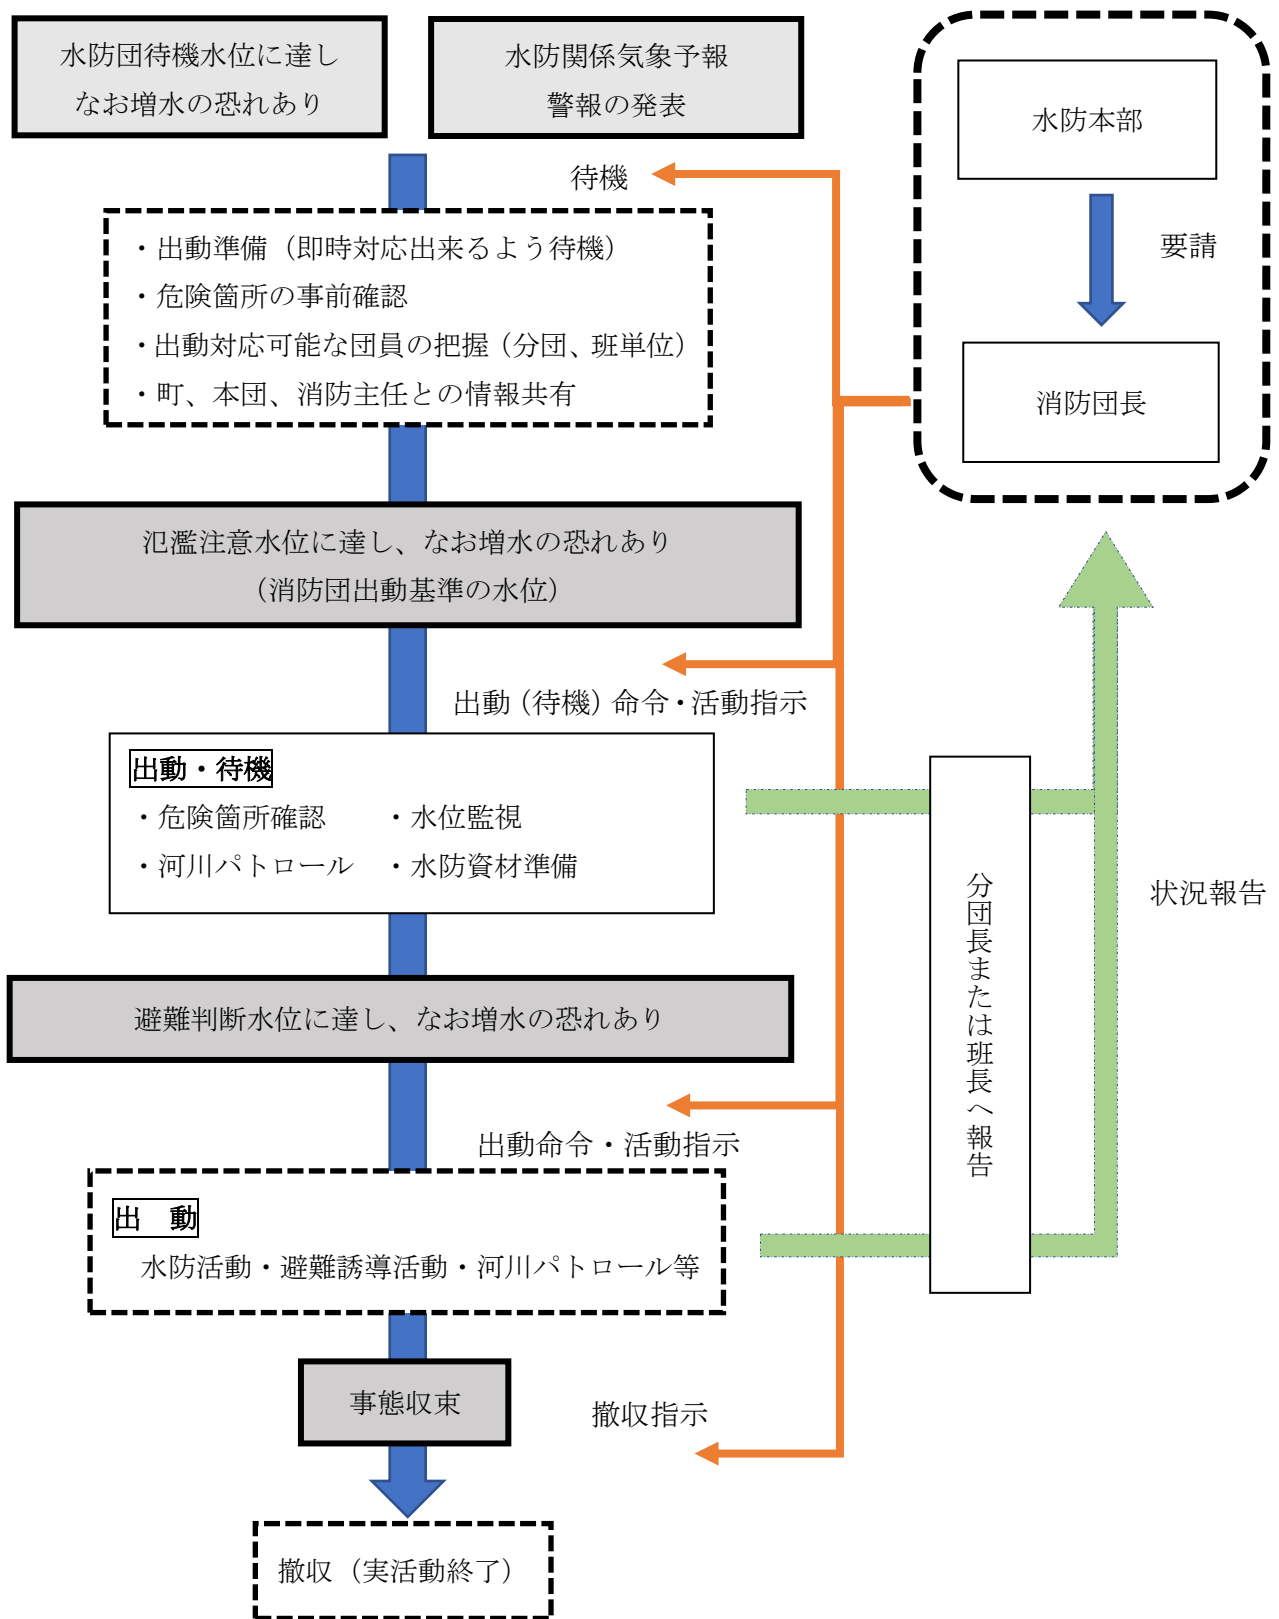 水防団待機水位に達し
なお増水の恐れあり
水防関係気象予報
警報の発表
水防本部
要請
消防団長
待機
・出動準備（即時対応出来るよう待機）
・危険箇所の事前確認
・出動対応可能な団員の把握（分団、班単位）
・町、本団、消防主任との情報共有
氾濫注意水位に達し、なお増水の恐れあり
（消防団出動基準の水位）
出動（待機）命令・活動指示
出動・待機
・危険箇所確認　　・水位監視
・河川パトロール　・水防資材準備
分団長または班長へ報告
状況報告
避難判断水位に達し、なお増水の恐れあり
出動命令・活動指示
出　動
水防活動・避難誘導活動・河川パトロール等
事態収束
撤収指示
撤収（実活動終了）